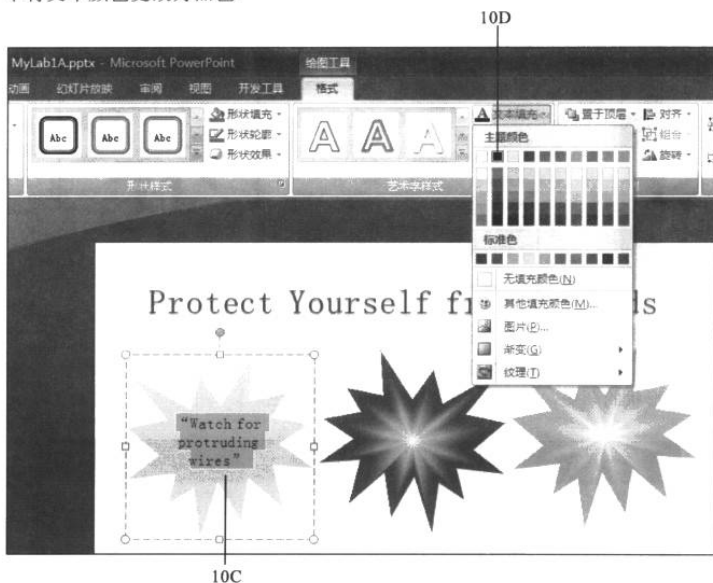 10D
MyLab1A.pptx - Microsoft PowerPoint
绘图工具
动画 幻灯片放映 审阅 视图 开发工具 格式
Abc Abc Abc
形状填充
形状轮廓
形状效果
A A A
A 文本填充
置于顶层 对齐
组合
旋转
形状样式
艺术字样式
主题颜色
标准色
无填充颜色(N)
其他填充颜色(M)...
图片(P)...
渐变(G)
纹理(T)
Protect Yourself
"Watch for
protruding
wires"
10C